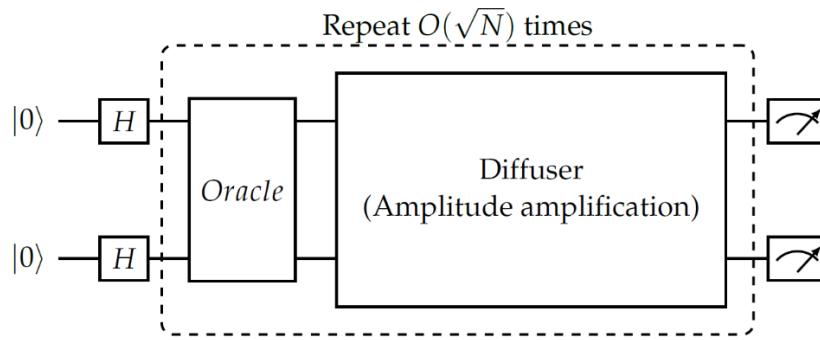 Repeat O(√N) times
|0⟩ H
Oracle
Diffuser
(Amplitude amplification)
|0⟩ H